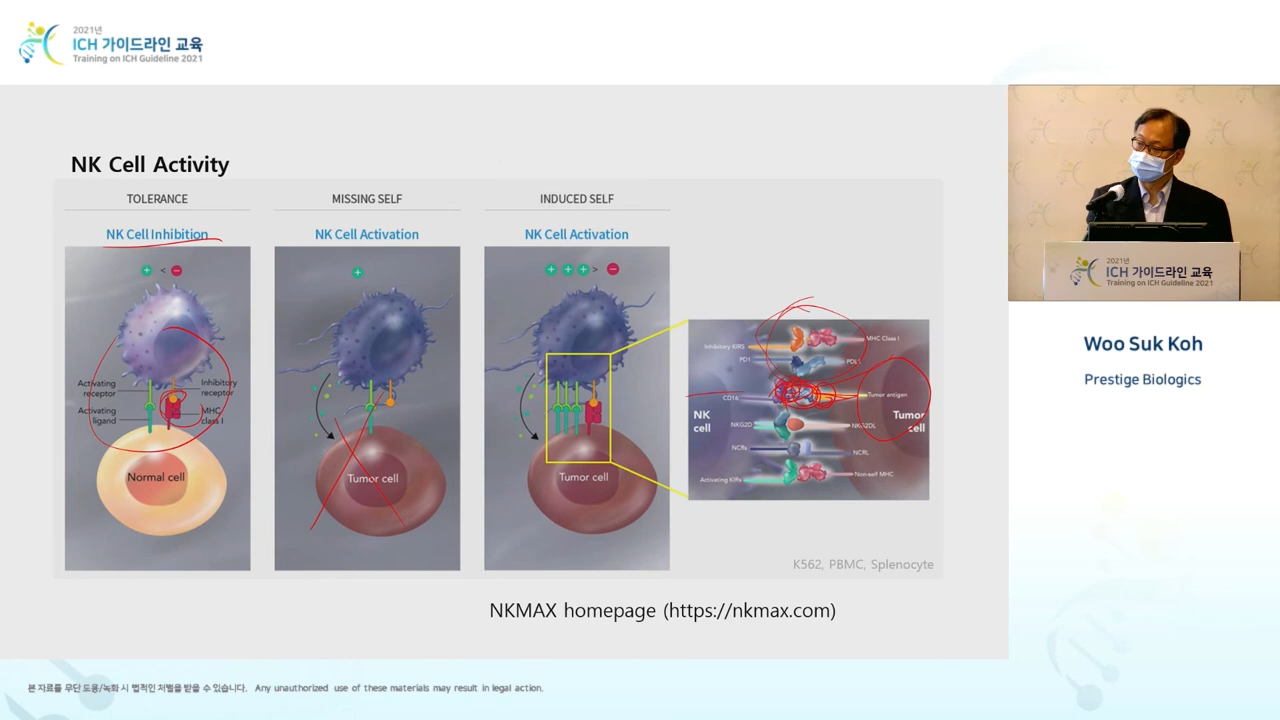 2021년
ICH 가이드라인 교육
Training on ICH Guideline 2021
NK Cell Activity
TOLERANCE
MISSING SELF
INDUCED SELF
NK Cell Inhibition
NK Cell Activation
NK Cell Activation
+ < −
+
+ + + > −
Activating receptor
Inhibitory receptor
Activating ligand
MHC class I
Normal cell
Tumor cell
Tumor cell
Inhibitory KIRS
MHC Class I
PD1
PDL1
CD16
Tumor antigen
NK cell
Tumor cell
NKG2D
NKG2DL
NCRs
NCRL
Activating KIRs
Non-self MHC
K562, PBMC, Splenocyte
NKMAX homepage (https://nkmax.com)
2021년
ICH 가이드라인 교육
Training on ICH Guideline 2021
Woo Suk Koh
Prestige Biologics
본 자료를 무단 도용/녹화 시 법적인 처벌을 받을 수 있습니다. Any unauthorized use of these materials may result in legal action.